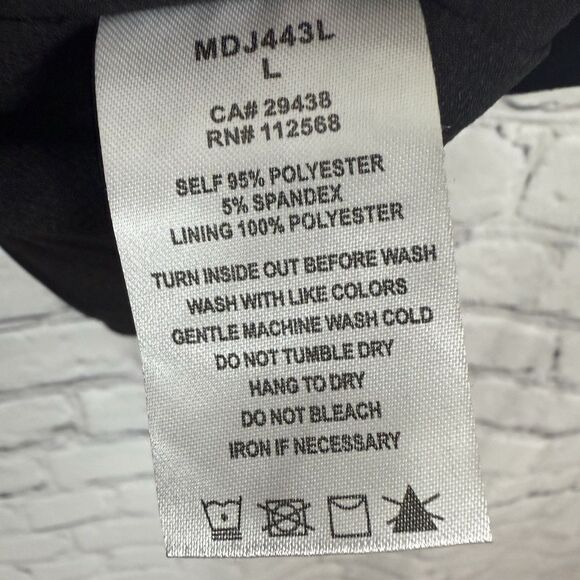 MDJ443L
L
CA# 29438
RN# 112568
SELF 95% POLYESTER
5% SPANDEX
LINING 100% POLYESTER
TURN INSIDE OUT BEFORE WASH
WASH WITH LIKE COLORS
GENTLE MACHINE WASH COLD
DO NOT TUMBLE DRY
HANG TO DRY
DO NOT BLEACH
IRON IF NECESSARY